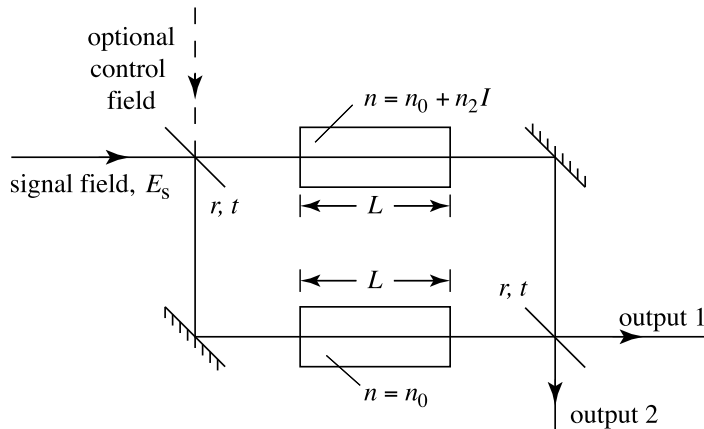 optional
control
field
n = n₀ + n₂I
signal field, Eₛ
r, t
L
L
r, t
output 1
n = n₀
output 2